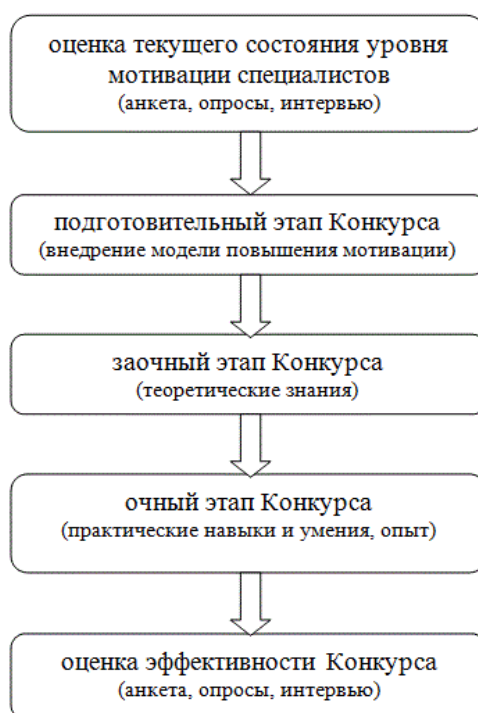 оценка текущего состояния уровня
мотивации специалистов
(анкета, опросы, интервью)
подготовительный этап Конкурса
(внедрение модели повышения мотивации)
заочный этап Конкурса
(теоретические знания)
очный этап Конкурса
(практические навыки и умения, опыт)
оценка эффективности Конкурса
(анкета, опросы, интервью)